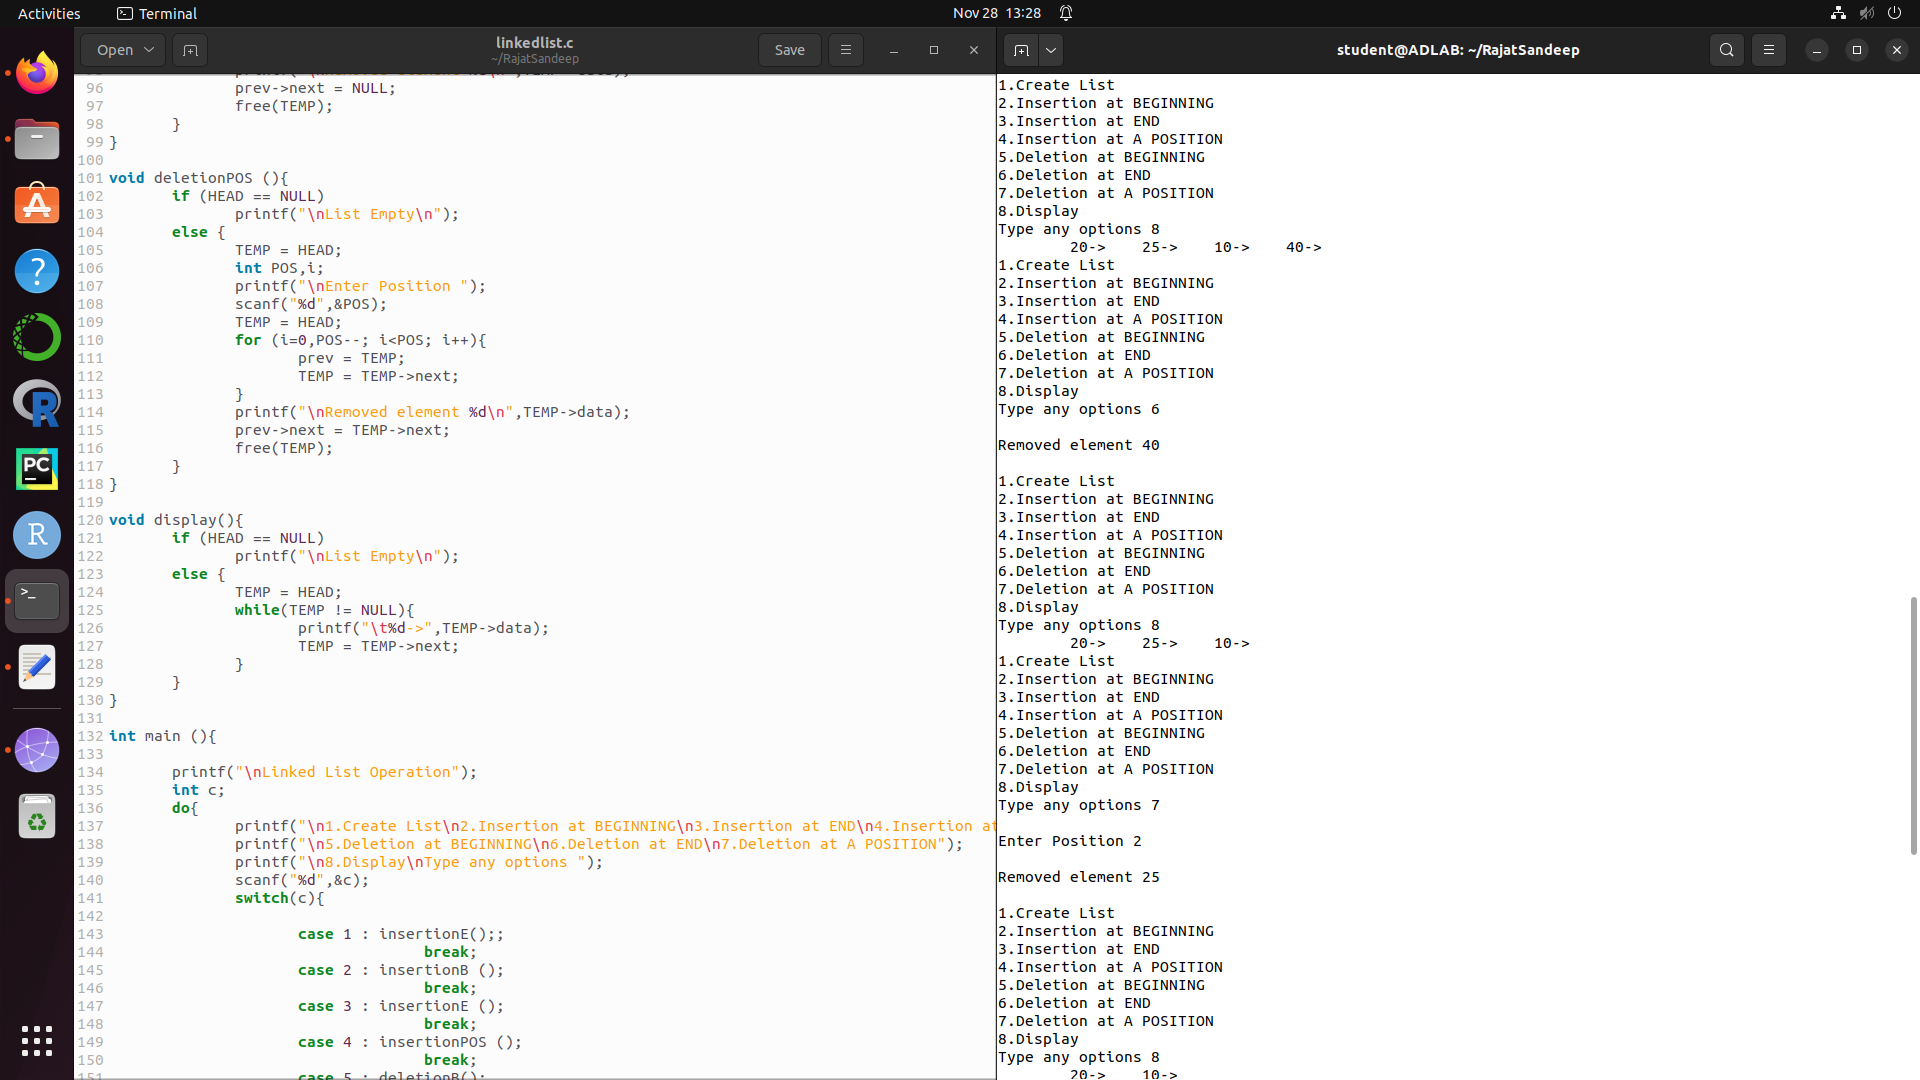 Activities
Terminal
Nov 28 13:28
Open
linkedlist.c
~/RajatSandeep
Save
96 prev->next = NULL;
97 free(TEMP);
98 }
99 }
100
101 void deletionPOS (){
102 if (HEAD == NULL)
103 printf("\nList Empty\n");
104 else {
105 TEMP = HEAD;
106 int POS,i;
107 printf("\nEnter Position ");
108 scanf("%d",&POS);
109 TEMP = HEAD;
110 for (i=0,POS--; i<POS; i++){
111 prev = TEMP;
112 TEMP = TEMP->next;
113 }
114 printf("\nRemoved element %d\n",TEMP->data);
115 prev->next = TEMP->next;
116 free(TEMP);
117 }
118 }
119
120 void display(){
121 if (HEAD == NULL)
122 printf("\nList Empty\n");
123 else {
124 TEMP = HEAD;
125 while(TEMP != NULL){
126 printf("\t%d->",TEMP->data);
127 TEMP = TEMP->next;
128 }
129 }
130 }
131
132 int main (){
133
134 printf("\nLinked List Operation");
135 int c;
136 do{
137 printf("\n1.Create List\n2.Insertion at BEGINNING\n3.Insertion at END\n4.Insertion at
138 printf("\n5.Deletion at BEGINNING\n6.Deletion at END\n7.Deletion at A POSITION");
139 printf("\n8.Display\nType any options ");
140 scanf("%d",&c);
141 switch(c){
142
143 case 1 : insertionE();;
144 break;
145 case 2 : insertionB ();
146 break;
147 case 3 : insertionE ();
148 break;
149 case 4 : insertionPOS ();
150 break;
151 case 5 : deletionB();
student@ADLAB: ~/RajatSandeep
1.Create List
2.Insertion at BEGINNING
3.Insertion at END
4.Insertion at A POSITION
5.Deletion at BEGINNING
6.Deletion at END
7.Deletion at A POSITION
8.Display
Type any options 8
20-> 25-> 10-> 40->
1.Create List
2.Insertion at BEGINNING
3.Insertion at END
4.Insertion at A POSITION
5.Deletion at BEGINNING
6.Deletion at END
7.Deletion at A POSITION
8.Display
Type any options 6
Removed element 40
1.Create List
2.Insertion at BEGINNING
3.Insertion at END
4.Insertion at A POSITION
5.Deletion at BEGINNING
6.Deletion at END
7.Deletion at A POSITION
8.Display
Type any options 8
20-> 25-> 10->
1.Create List
2.Insertion at BEGINNING
3.Insertion at END
4.Insertion at A POSITION
5.Deletion at BEGINNING
6.Deletion at END
7.Deletion at A POSITION
8.Display
Type any options 7
Enter Position 2
Removed element 25
1.Create List
2.Insertion at BEGINNING
3.Insertion at END
4.Insertion at A POSITION
5.Deletion at BEGINNING
6.Deletion at END
7.Deletion at A POSITION
8.Display
Type any options 8
20-> 10->